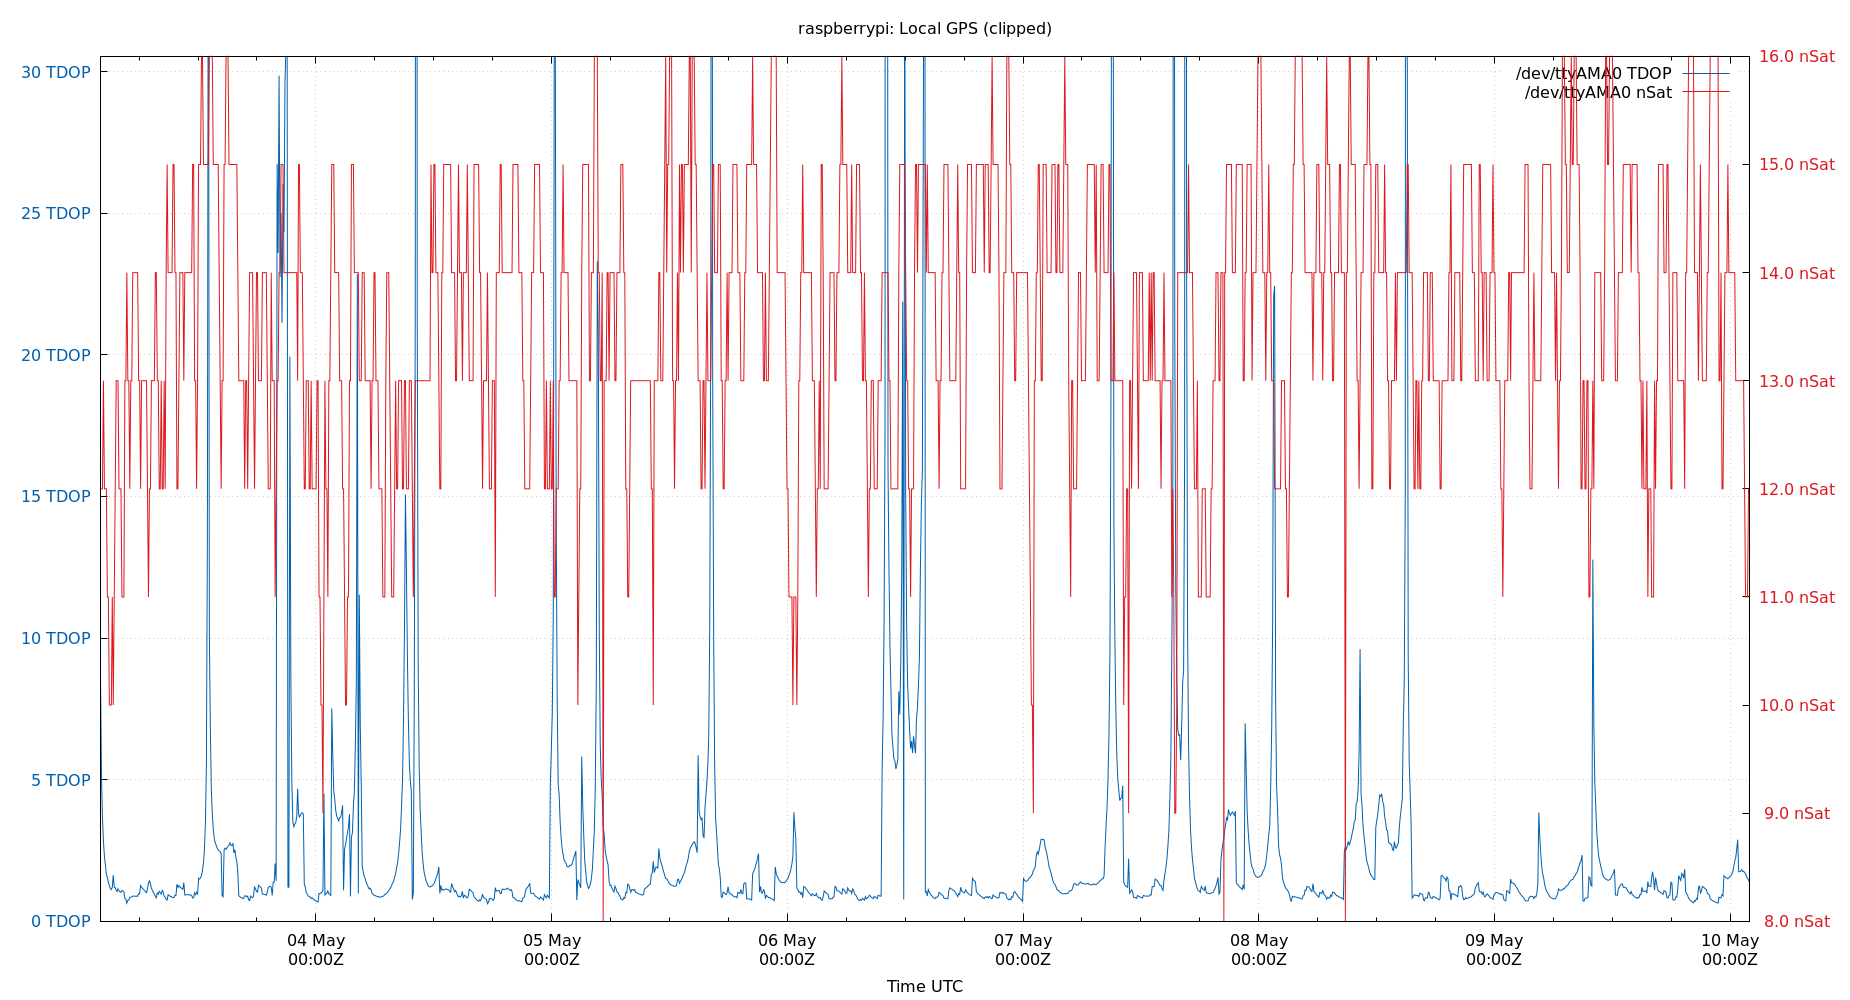 raspberrypi: Local GPS (clipped)
/dev/ttyAMA0 TDOP
/dev/ttyAMA0 nSat
30 TDOP
25 TDOP
20 TDOP
15 TDOP
10 TDOP
5 TDOP
0 TDOP
16.0 nSat
15.0 nSat
14.0 nSat
13.0 nSat
12.0 nSat
11.0 nSat
10.0 nSat
9.0 nSat
8.0 nSat
04 May
00:00Z
05 May
00:00Z
06 May
00:00Z
07 May
00:00Z
08 May
00:00Z
09 May
00:00Z
10 May
00:00Z
Time UTC